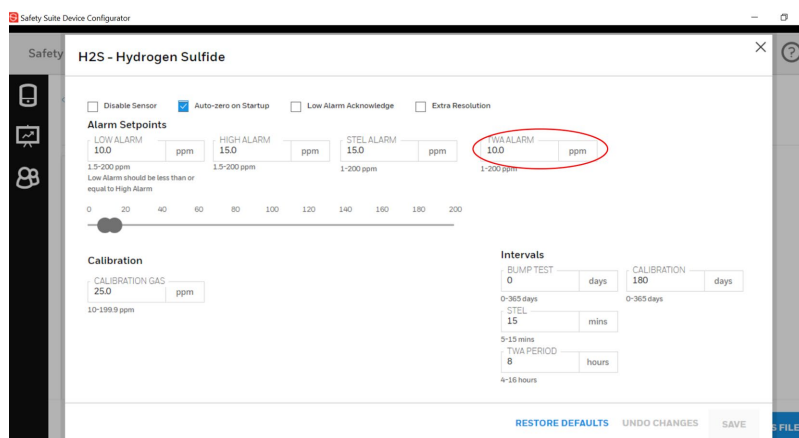 Safety Suite Device Configurator
Safety
H2S - Hydrogen Sulfide
Disable Sensor
Auto-zero on Startup
Low Alarm Acknowledge
Extra Resolution
Alarm Setpoints
LOW ALARM
10.0 ppm
1.5-200 ppm
Low Alarm should be less than or
equal to High Alarm
HIGH ALARM
15.0 ppm
1.5-200 ppm
STEL ALARM
15.0 ppm
1-200 ppm
TWA ALARM
10.0 ppm
1-200 ppm
0 20 40 60 80 100 120 140 160 180 200
Calibration
CALIBRATION GAS
25.0 ppm
10-199.9 ppm
Intervals
BUMP TEST
0 days
0-365 days
CALIBRATION
180 days
0-365 days
STEL
15 mins
5-15 mins
TWA PERIOD
8 hours
4-16 hours
RESTORE DEFAULTS UNDO CHANGES SAVE
S FILE